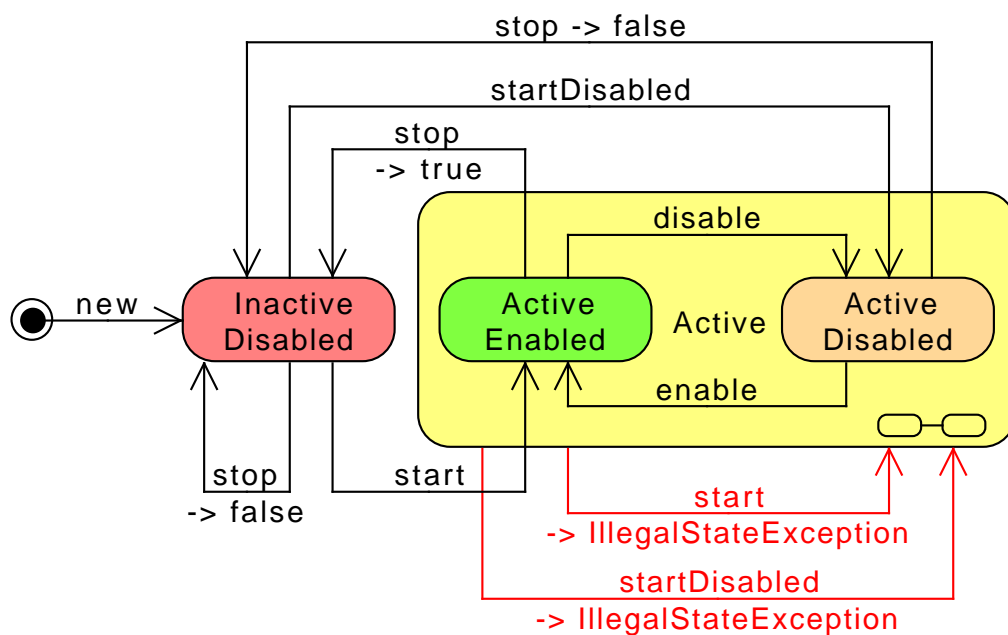 stop -> false
startDisabled
stop
-> true
disable
new
Inactive
Disabled
Active
Enabled
Active
Active
Disabled
enable
stop
-> false
start
start
-> IllegalStateException
startDisabled
-> IllegalStateException